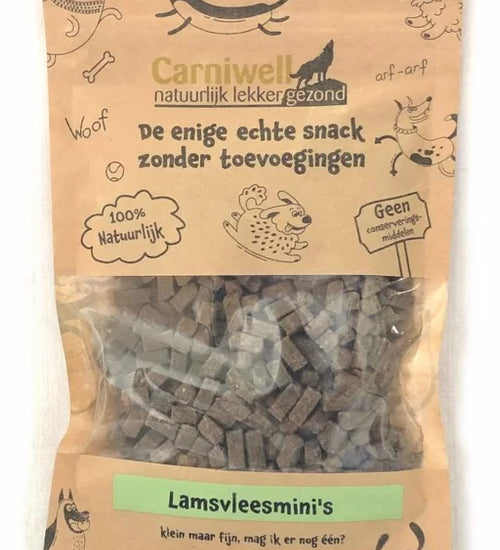 Carniwell
natuurlijk lekker gezond
arf-arf
Woof
De enige echte snack
zonder toevoegingen
100%
Natuurlijk
Geen
conserverings-
middelen
Lamsvleesmini's
klein maar fijn, mag ik er nog één?